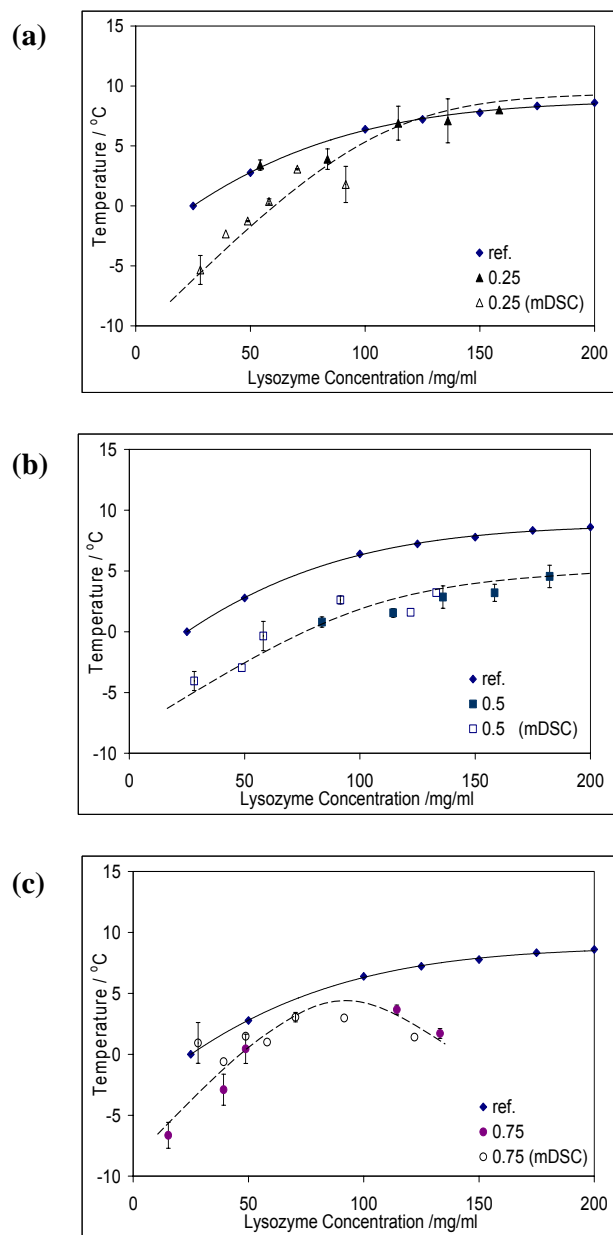 (a)
15
10
5
0
-5
-10
Temperature / °C
0 50 100 150 200
Lysozyme Concentration /mg/ml
ref.
0.25
0.25 (mDSC)
(b)
15
10
5
0
-5
-10
Temperature / °C
0 50 100 150 200
Lysozyme Concentration /mg/ml
ref.
0.5
0.5 (mDSC)
(c)
15
10
5
0
-5
-10
Temperature / °C
0 50 100 150 200
Lysozyme Concentration /mg/ml
ref.
0.75
0.75 (mDSC)